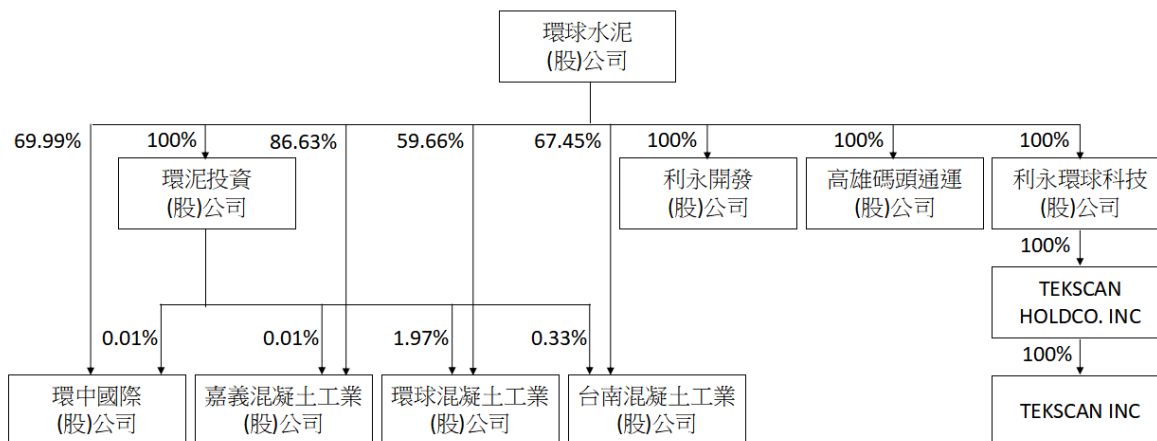 環球水泥
(股)公司
69.99%
100%
86.63%
59.66%
67.45%
100%
100%
100%
環泥投資
(股)公司
利永開發
(股)公司
高雄碼頭通運
(股)公司
利永環球科技
(股)公司
100%
TEKSCAN
HOLDCO. INC
0.01%
0.01%
1.97%
0.33%
100%
環中國際
(股)公司
嘉義混凝土工業
(股)公司
環球混凝土工業
(股)公司
台南混凝土工業
(股)公司
TEKSCAN INC